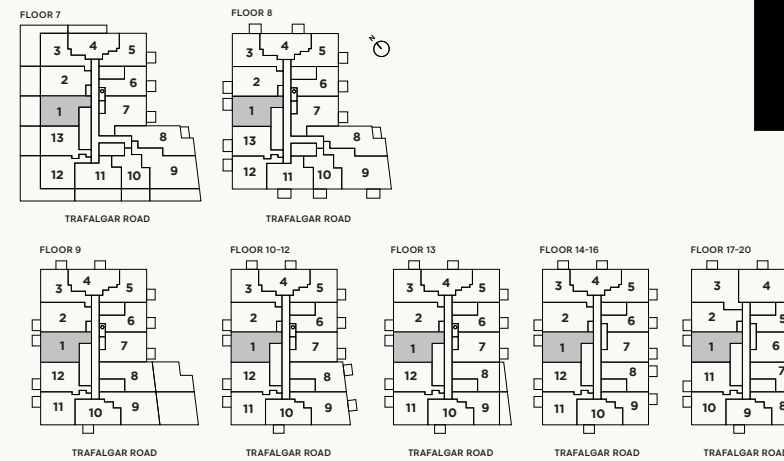 FLOOR 7
3 4 5
2 6
1 7
13 8
12 11 10 9
TRAFALGAR ROAD
FLOOR 8
3 4 5
2 6
1 7
13 8
12 11 10 9
TRAFALGAR ROAD
N
FLOOR 9
3 4 5
2 6
1 7
12 8
11 10 9
TRAFALGAR ROAD
FLOOR 10-12
3 4 5
2 6
1 7
12 8
11 10 9
TRAFALGAR ROAD
FLOOR 13
3 4 5
2 6
1 7
12 8
11 10 9
TRAFALGAR ROAD
FLOOR 14-16
3 4 5
2 6
1 7
12 8
11 10 9
TRAFALGAR ROAD
FLOOR 17-20
3 4
2 5
1 6
11 7
10 9 8
TRAFALGAR ROA